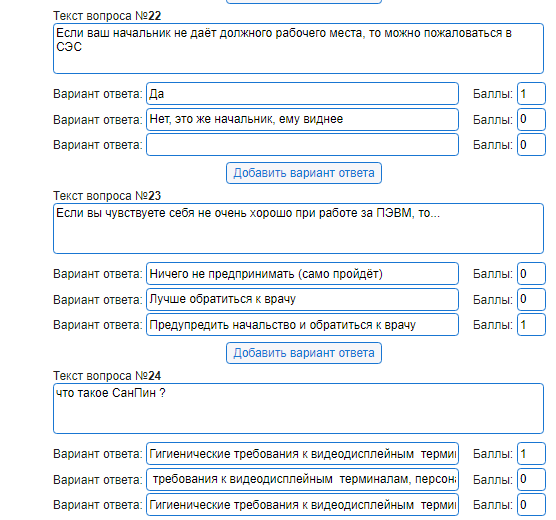 Текст вопроса №22
Если ваш начальник не даёт должного рабочего места, то можно пожаловаться в
СЭС
Вариант ответа: Да Баллы: 1
Вариант ответа: Нет, это же начальник, ему виднее Баллы: 0
Вариант ответа: Баллы: 0
Добавить вариант ответа
Текст вопроса №23
Если вы чувствуете себя не очень хорошо при работе за ПЭВМ, то...
Вариант ответа: Ничего не предпринимать (само пройдёт) Баллы: 0
Вариант ответа: Лучше обратиться к врачу Баллы: 0
Вариант ответа: Предупредить начальство и обратиться к врачу Баллы: 1
Добавить вариант ответа
Текст вопроса №24
что такое СанПин ?
Вариант ответа: Гигиенические требования к видеодисплейным Баллы: 1
Вариант ответа: требования к видеодисплейным терминалам, Баллы: 0
Вариант ответа: Гигиенические требования к видеодисплейным Баллы: 0